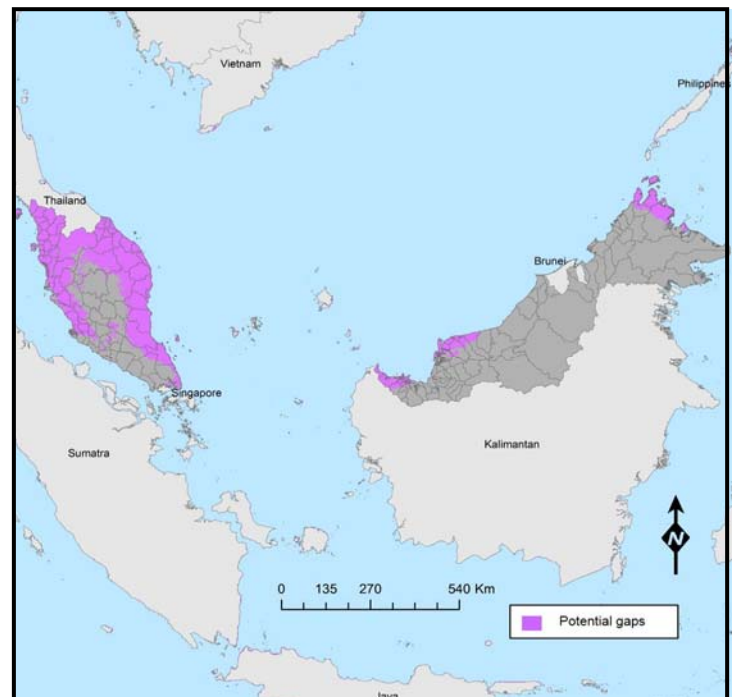 Vietnam
Philippines
Thailand
Brunei
Singapore
Sumatra
Kalimantan
N
0 135 270 540 Km
Potential gaps
Java